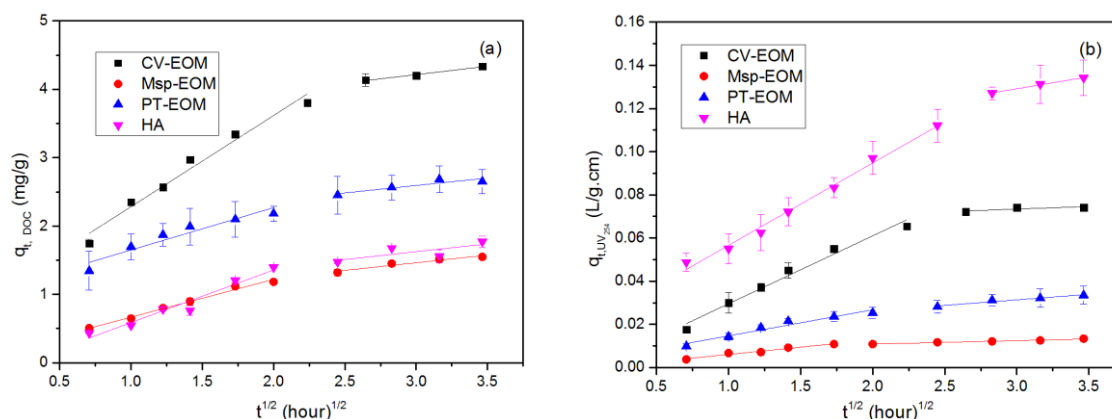 (a)
CV-EOM
Msp-EOM
PT-EOM
HA
q t, DOC (mg/g)
5
4
3
2
1
0
0.5 1.0 1.5 2.0 2.5 3.0 3.5
t^1/2 (hour)^1/2
(b)
CV-EOM
Msp-EOM
PT-EOM
HA
q t,UV254 (L/g.cm)
0.16
0.14
0.12
0.10
0.08
0.06
0.04
0.02
0.00
0.5 1.0 1.5 2.0 2.5 3.0 3.5
t^1/2 (hour)^1/2